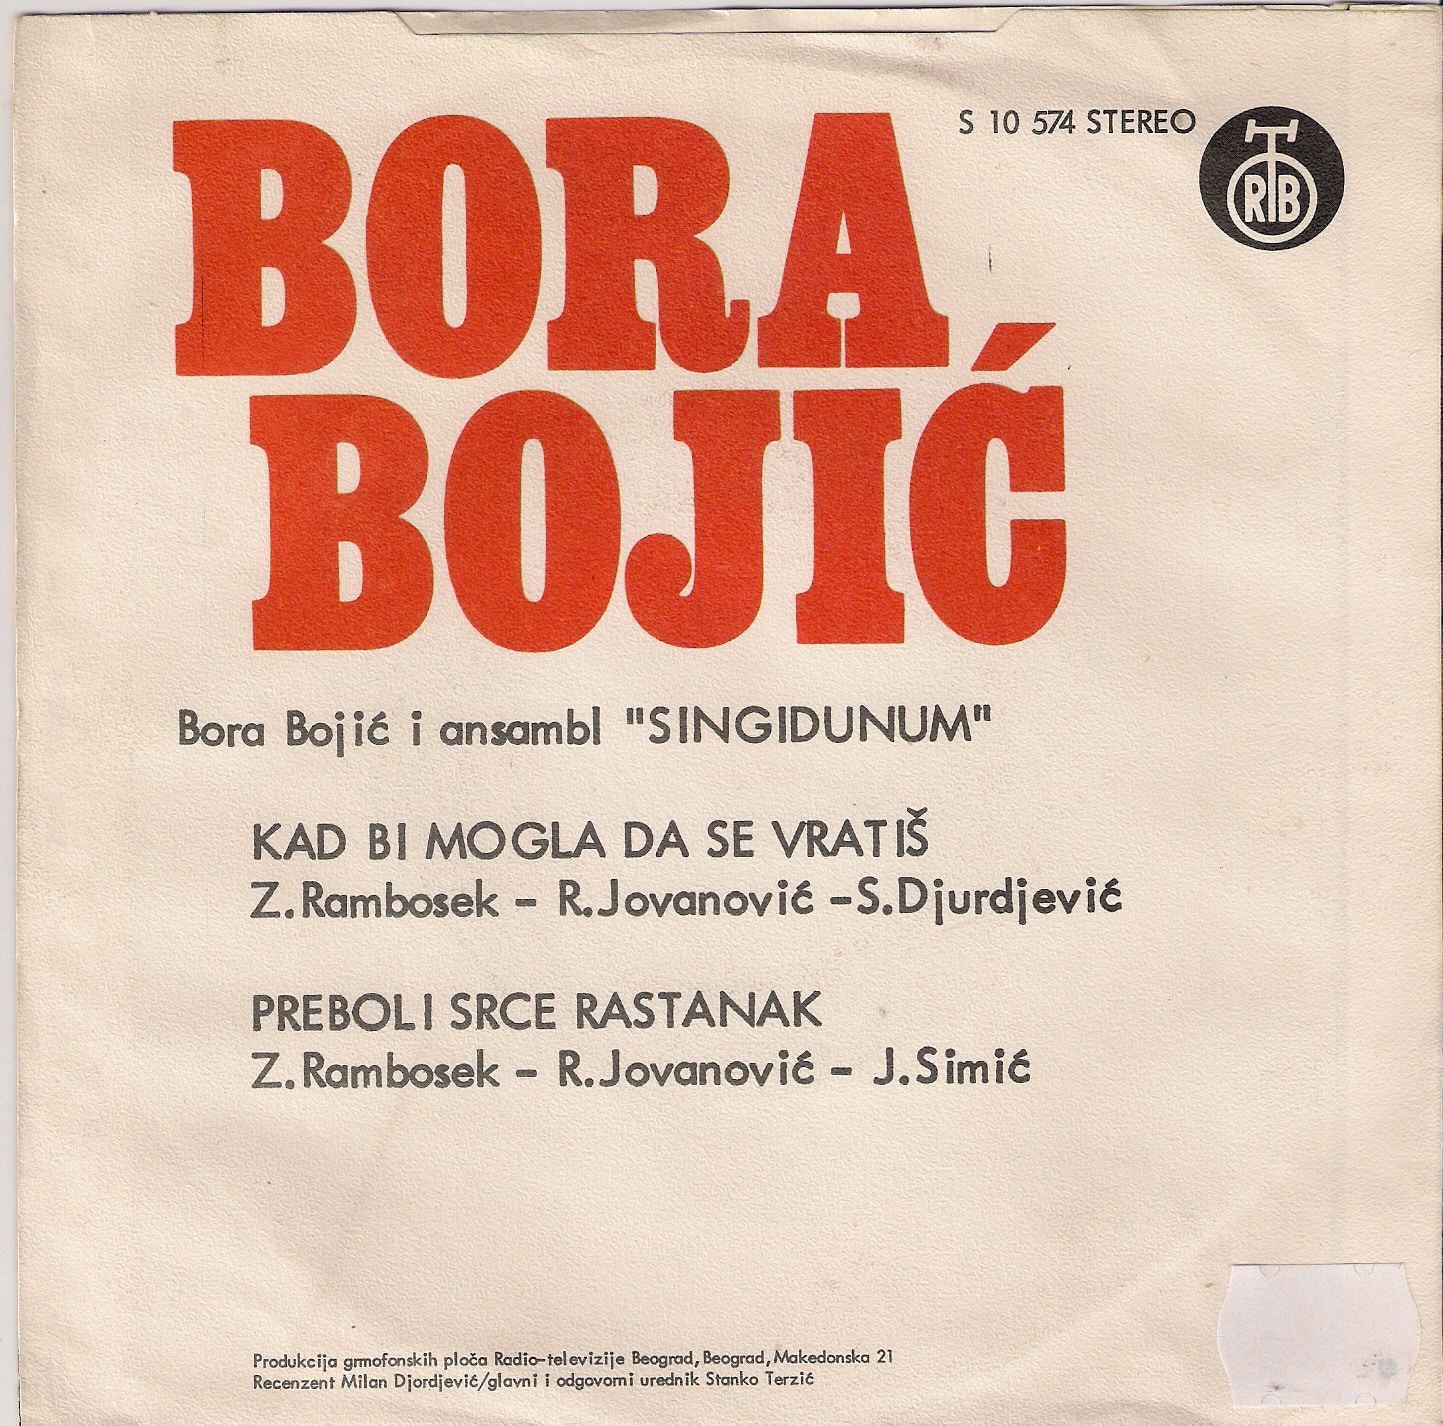 S 10 574 STEREO
RTB
BORA
BOJIĆ
Bora Bojić i ansambl "SINGIDUNUM"
KAD BI MOGLA DA SE VRATIŠ
Z. Rambosek – R. Jovanović –S. Djurdjević
PREBOLI SRCE RASTANAK
Z. Rambosek – R. Jovanović – J. Simić
Produkcija grmofonskih ploča Radio-televizije Beograd, Beograd, Makedonska 21
Recenzent Milan Djordjević/glavni i odgovorni urednik Stanko Terzić